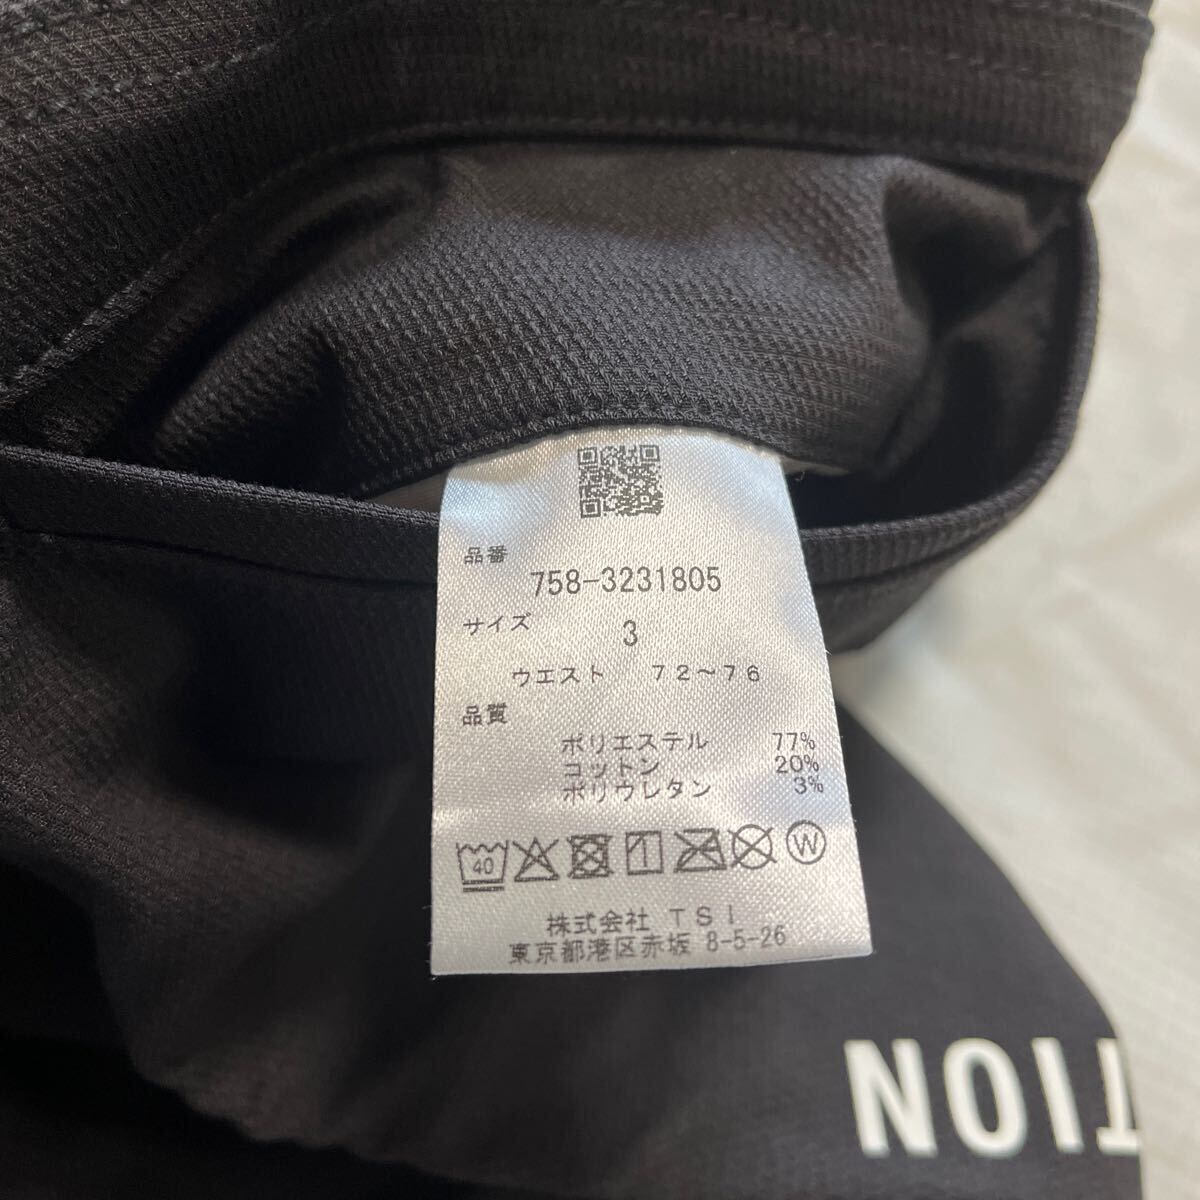 品番
758-3231805
サイズ
3
ウエスト 72～76
品質
ポリエステル 77%
コットン 20%
ポリウレタン 3%
40 W
株式会社 TSI
東京都港区赤坂 8-5-26
TION